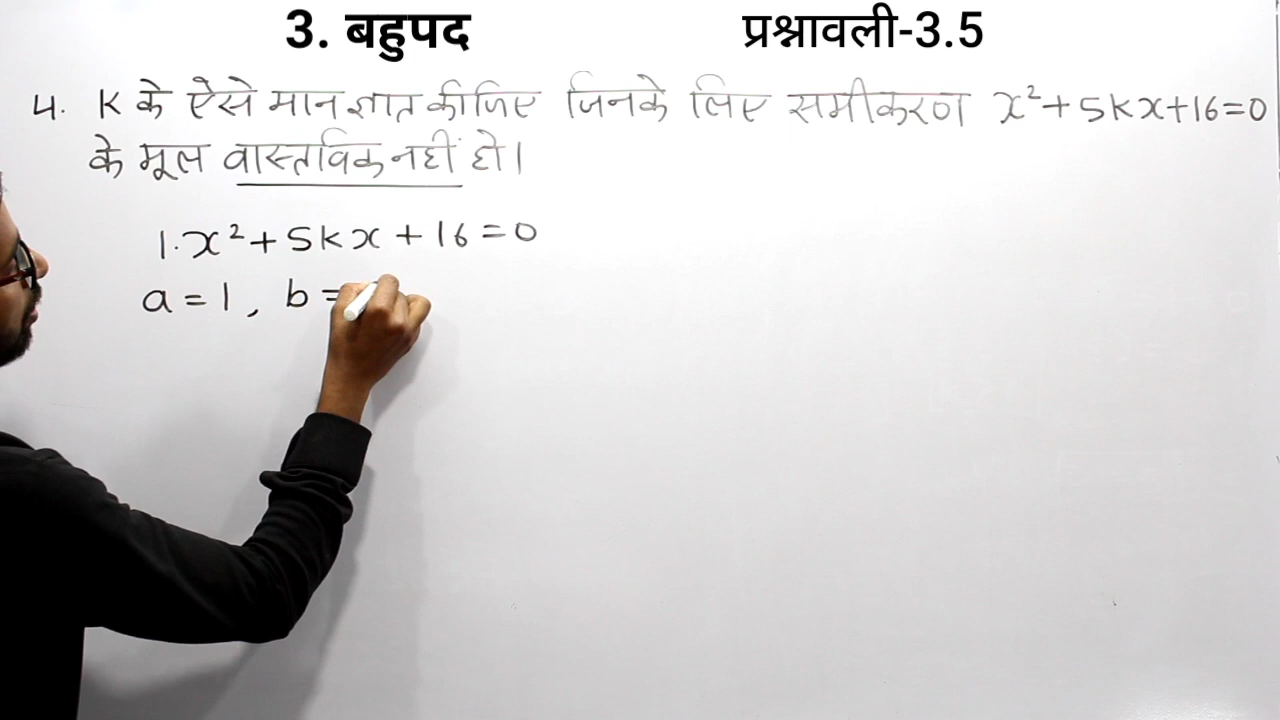 3. बहुपद प्रश्नावली-3.5
4. K के ऐसे मान ज्ञात कीजिए जिनके लिए समीकरण x²+5kx+16=0
के मूल वास्तविक नहीं हो।
1·x²+5kx+16=0
a=1, b=